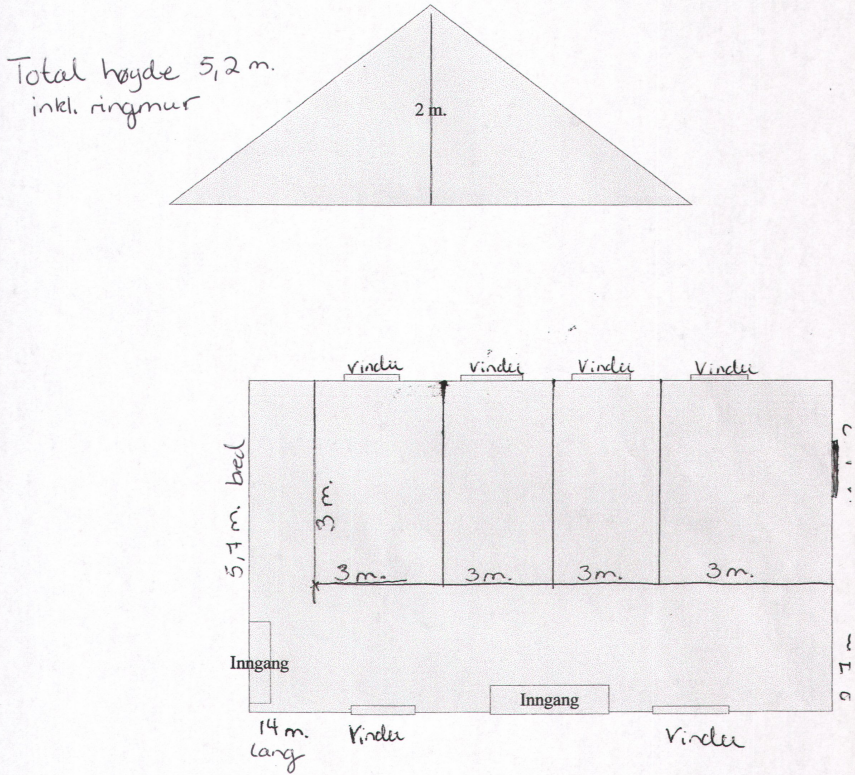 Total høyde 5,2 m.
inkl. ringmur
2 m.
Vindu
Vindu
Vindu
Vindu
5,7 m. bred
3 m.
3 m.
3 m.
3 m.
3 m.
Inngang
Inngang
14 m.
lang
Vindu
Vindu